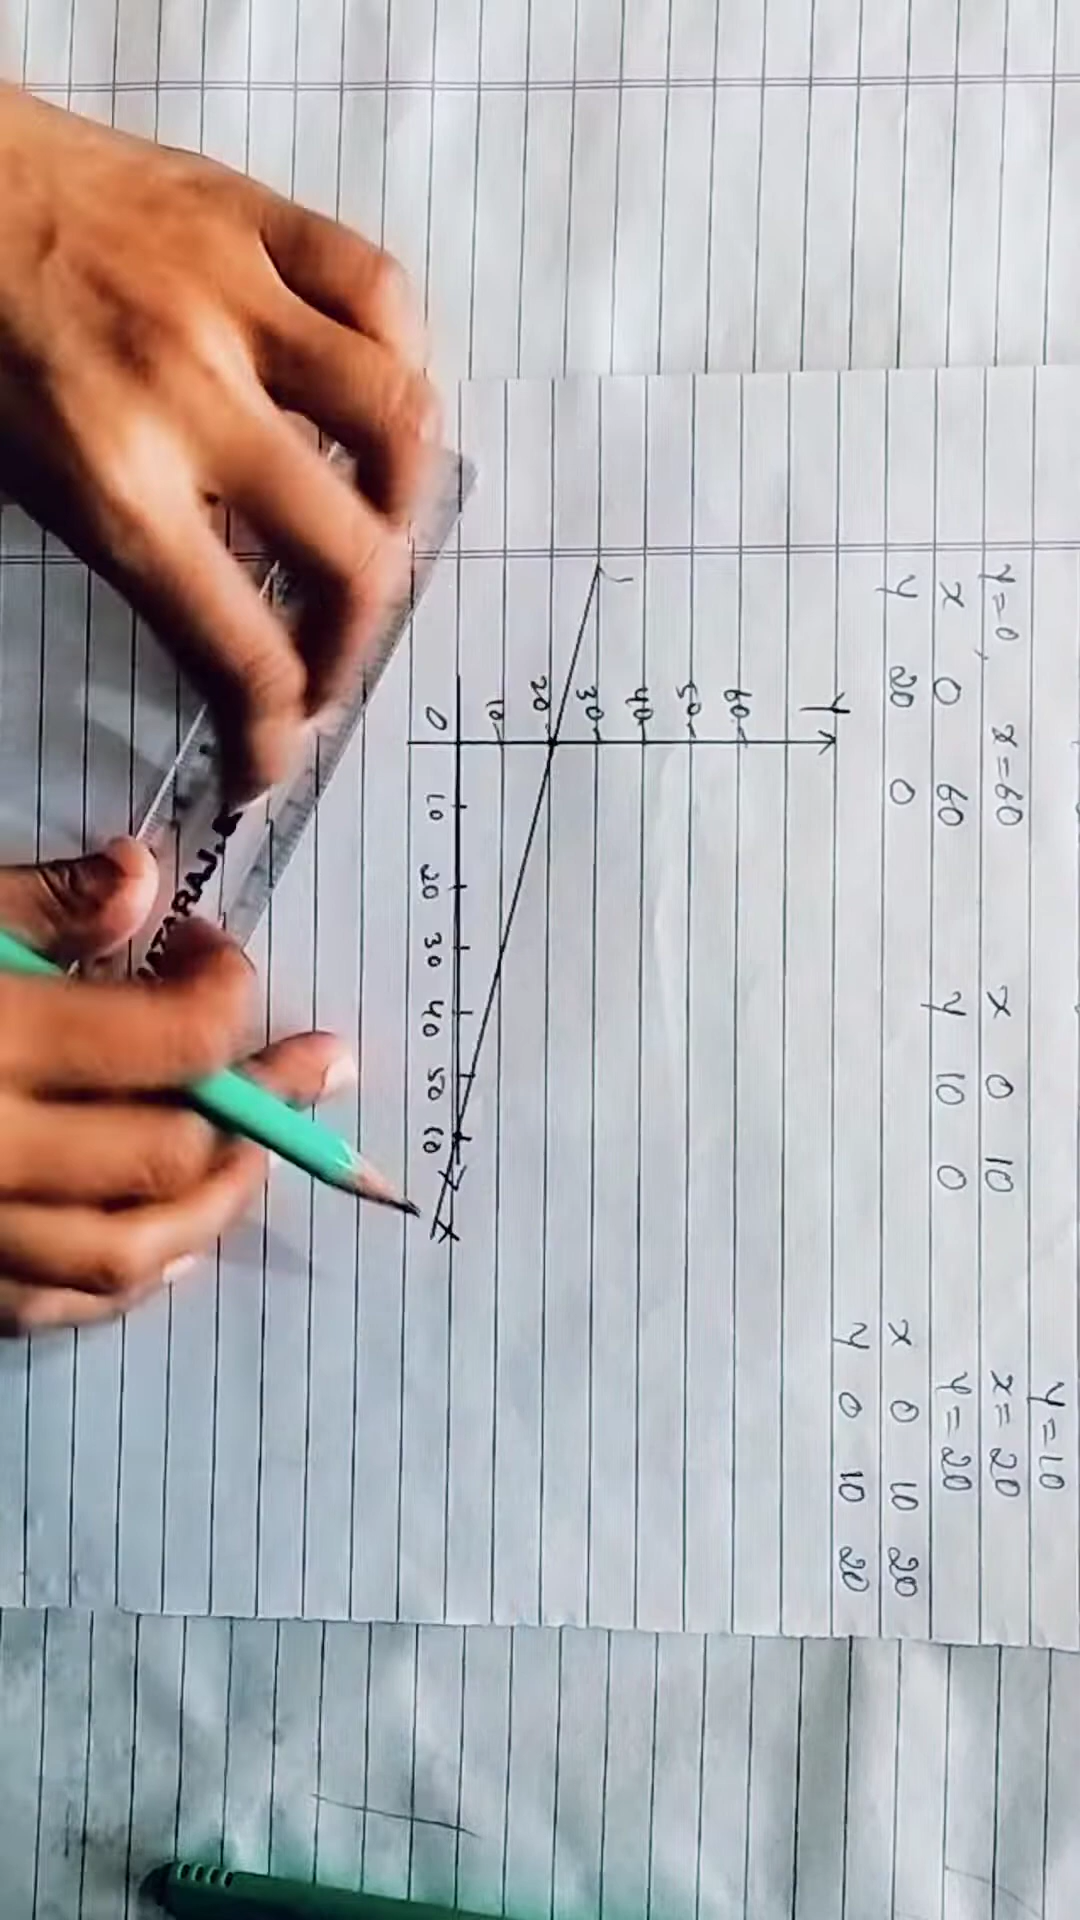 y = 10
y = 0, x = 60
x 0 10
x = 20
x 0 60
y 10 0
y = 20
y 20 0
x 0 10 20
y 0 10 20
Y
60
50
40
30
20
10
0 10 20 30 40 50 60
X
NATARAJ